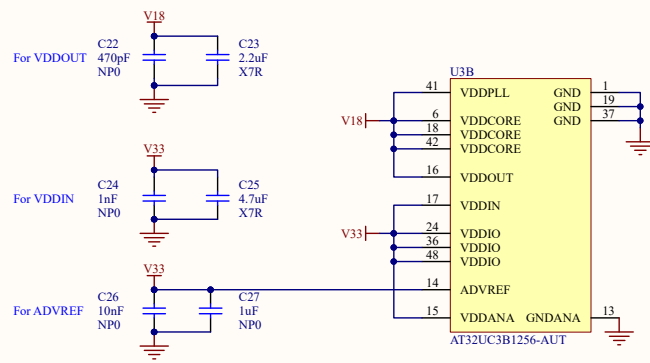 V18
C22
470pF
NP0
C23
2.2uF
X7R
For VDDOUT
V33
C24
1nF
NP0
C25
4.7uF
X7R
For VDDIN
V33
C26
10nF
NP0
C27
1uF
NP0
For ADVREF
U3B
41 VDDPLL GND 1
GND 19
6 VDDCORE GND 37
V18
18 VDDCORE
42 VDDCORE
16 VDDOUT
17 VDDIN
V33
24 VDDIO
36 VDDIO
48 VDDIO
14 ADVREF
15 VDDANA GNDANA 13
AT32UC3B1256-AUT